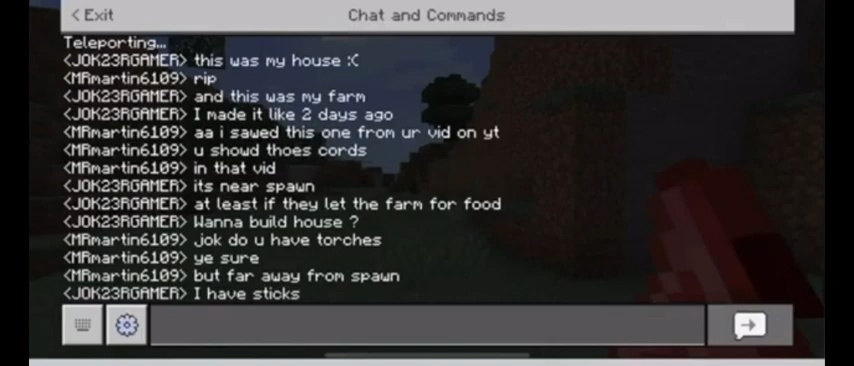 < Exit
Chat and Commands
Teleporting...
<JOK23RGAMER> this was my house :(
<MRmartin6109> rip
<JOK23RGAMER> and this was my farm
<JOK23RGAMER> I made it like 2 days ago
<MRmartin6109> aa i sawed this one from ur vid on yt
<MRmartin6109> u showd thoes cords
<MRmartin6109> in that vid
<JOK23RGAMER> its near spawn
<JOK23RGAMER> at least if they let the farm for food
<JOK23RGAMER> Wanna build house ?
<MRmartin6109> jok do u have torches
<MRmartin6109> ye sure
<MRmartin6109> but far away from spawn
<JOK23RGAMER> I have sticks